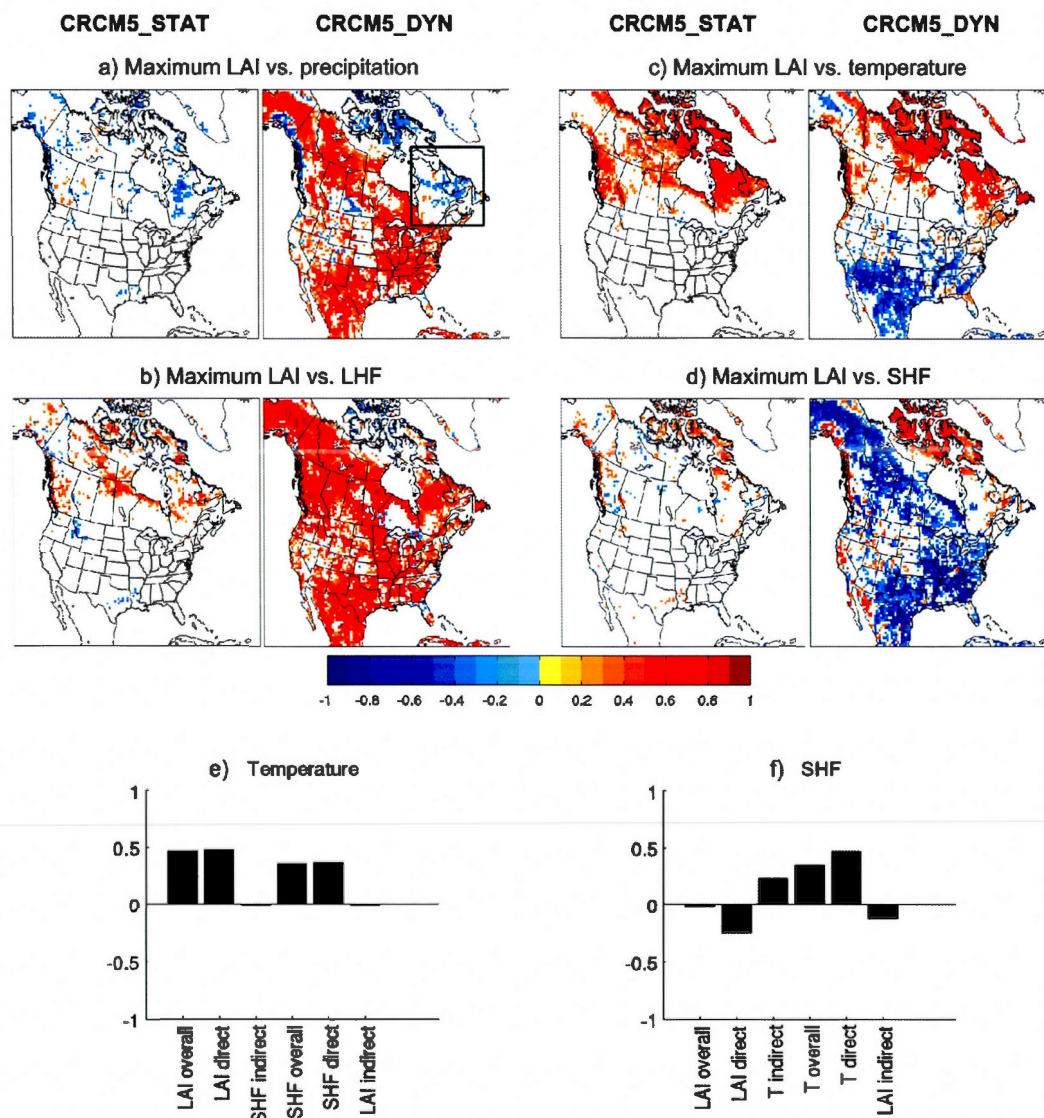 CRCM5_STAT CRCM5_DYN CRCM5_STAT CRCM5_DYN
a) Maximum LAI vs. precipitation
c) Maximum LAI vs. temperature
b) Maximum LAI vs. LHF
d) Maximum LAI vs. SHF
-1 -0.8 -0.6 -0.4 -0.2 0 0.2 0.4 0.6 0.8 1
e) Temperature
1
0.5
0
-0.5
-1
LAI overall
LAI direct
SHF indirect
SHF overall
SHF direct
LAI indirect
f) SHF
1
0.5
0
-0.5
-1
LAI overall
LAI direct
T indirect
T overall
T direct
LAI indirect